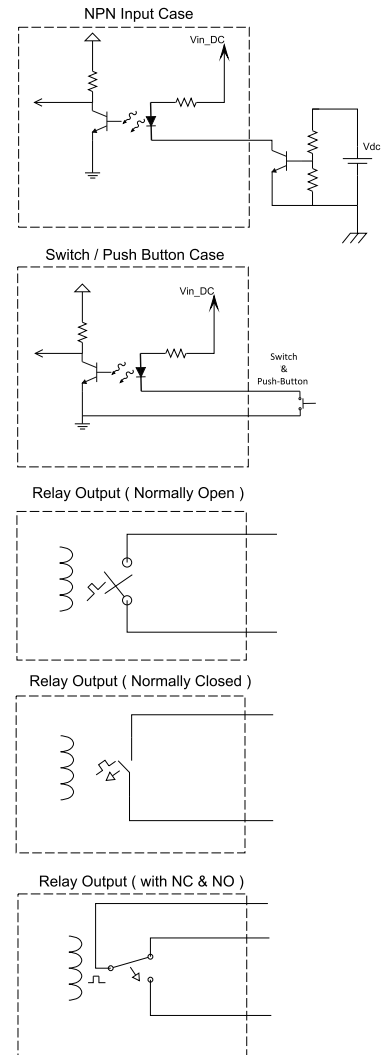 NPN Input Case
Vin_DC
Vdc
Switch / Push Button Case
Vin_DC
Switch
&
Push-Button
Relay Output ( Normally Open )
Relay Output ( Normally Closed )
Relay Output ( with NC & NO )